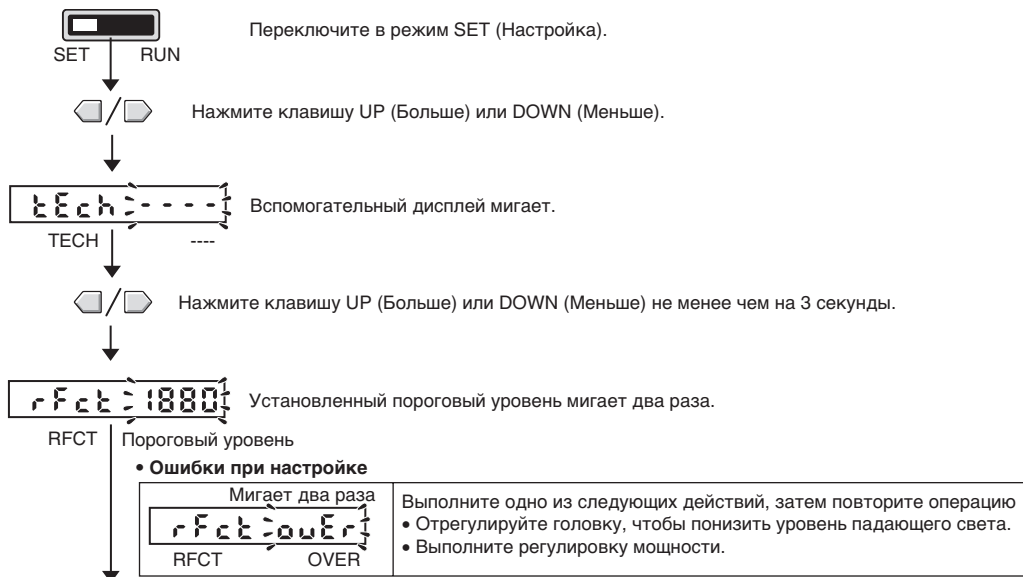 Переключите в режим SET (Настройка).
SET RUN
Нажмите клавишу UP (Больше) или DOWN (Меньше).
tEch ----
Вспомогательный дисплей мигает.
TECH ----
Нажмите клавишу UP (Больше) или DOWN (Меньше) не менее чем на 3 секунды.
rFct 1880
Установленный пороговый уровень мигает два раза.
RFCT Пороговый уровень
• Ошибки при настройке
Мигает два раза
rFct ouEr
RFCT OVER
Выполните одно из следующих действий, затем повторите операцию
• Отрегулируйте головку, чтобы понизить уровень падающего света.
• Выполните регулировку мощности.